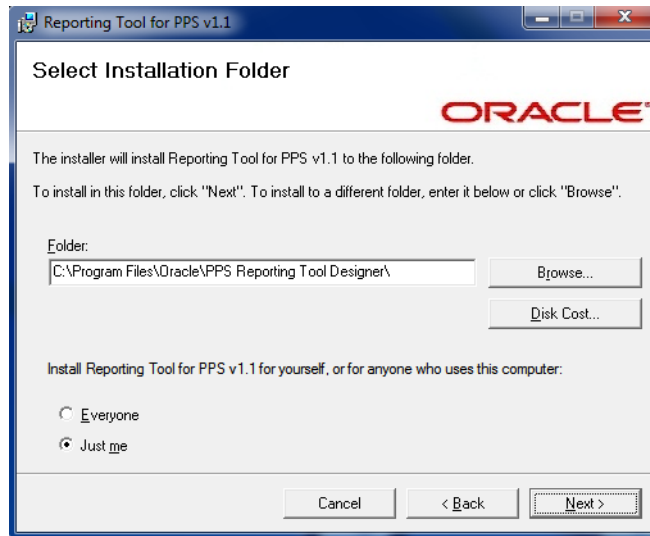 Reporting Tool for PPS v1.1
Select Installation Folder
ORACLE
The installer will install Reporting Tool for PPS v1.1 to the following folder.
To install in this folder, click "Next". To install to a different folder, enter it below or click "Browse".
Folder:
C:\Program Files\Oracle\PPS Reporting Tool Designer\
Browse...
Disk Cost...
Install Reporting Tool for PPS v1.1 for yourself, or for anyone who uses this computer:
Everyone
Just me
Cancel
< Back
Next >